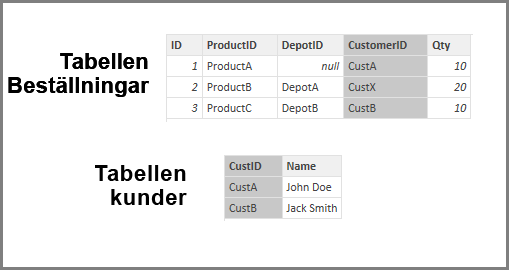 Tabellen
Beställningar
ID ProductID DepotID CustomerID Qty
1 ProductA null CustA 10
2 ProductB DepotA CustX 20
3 ProductC DepotB CustB 10
Tabellen
kunder
CustID Name
CustA John Doe
CustB Jack Smith